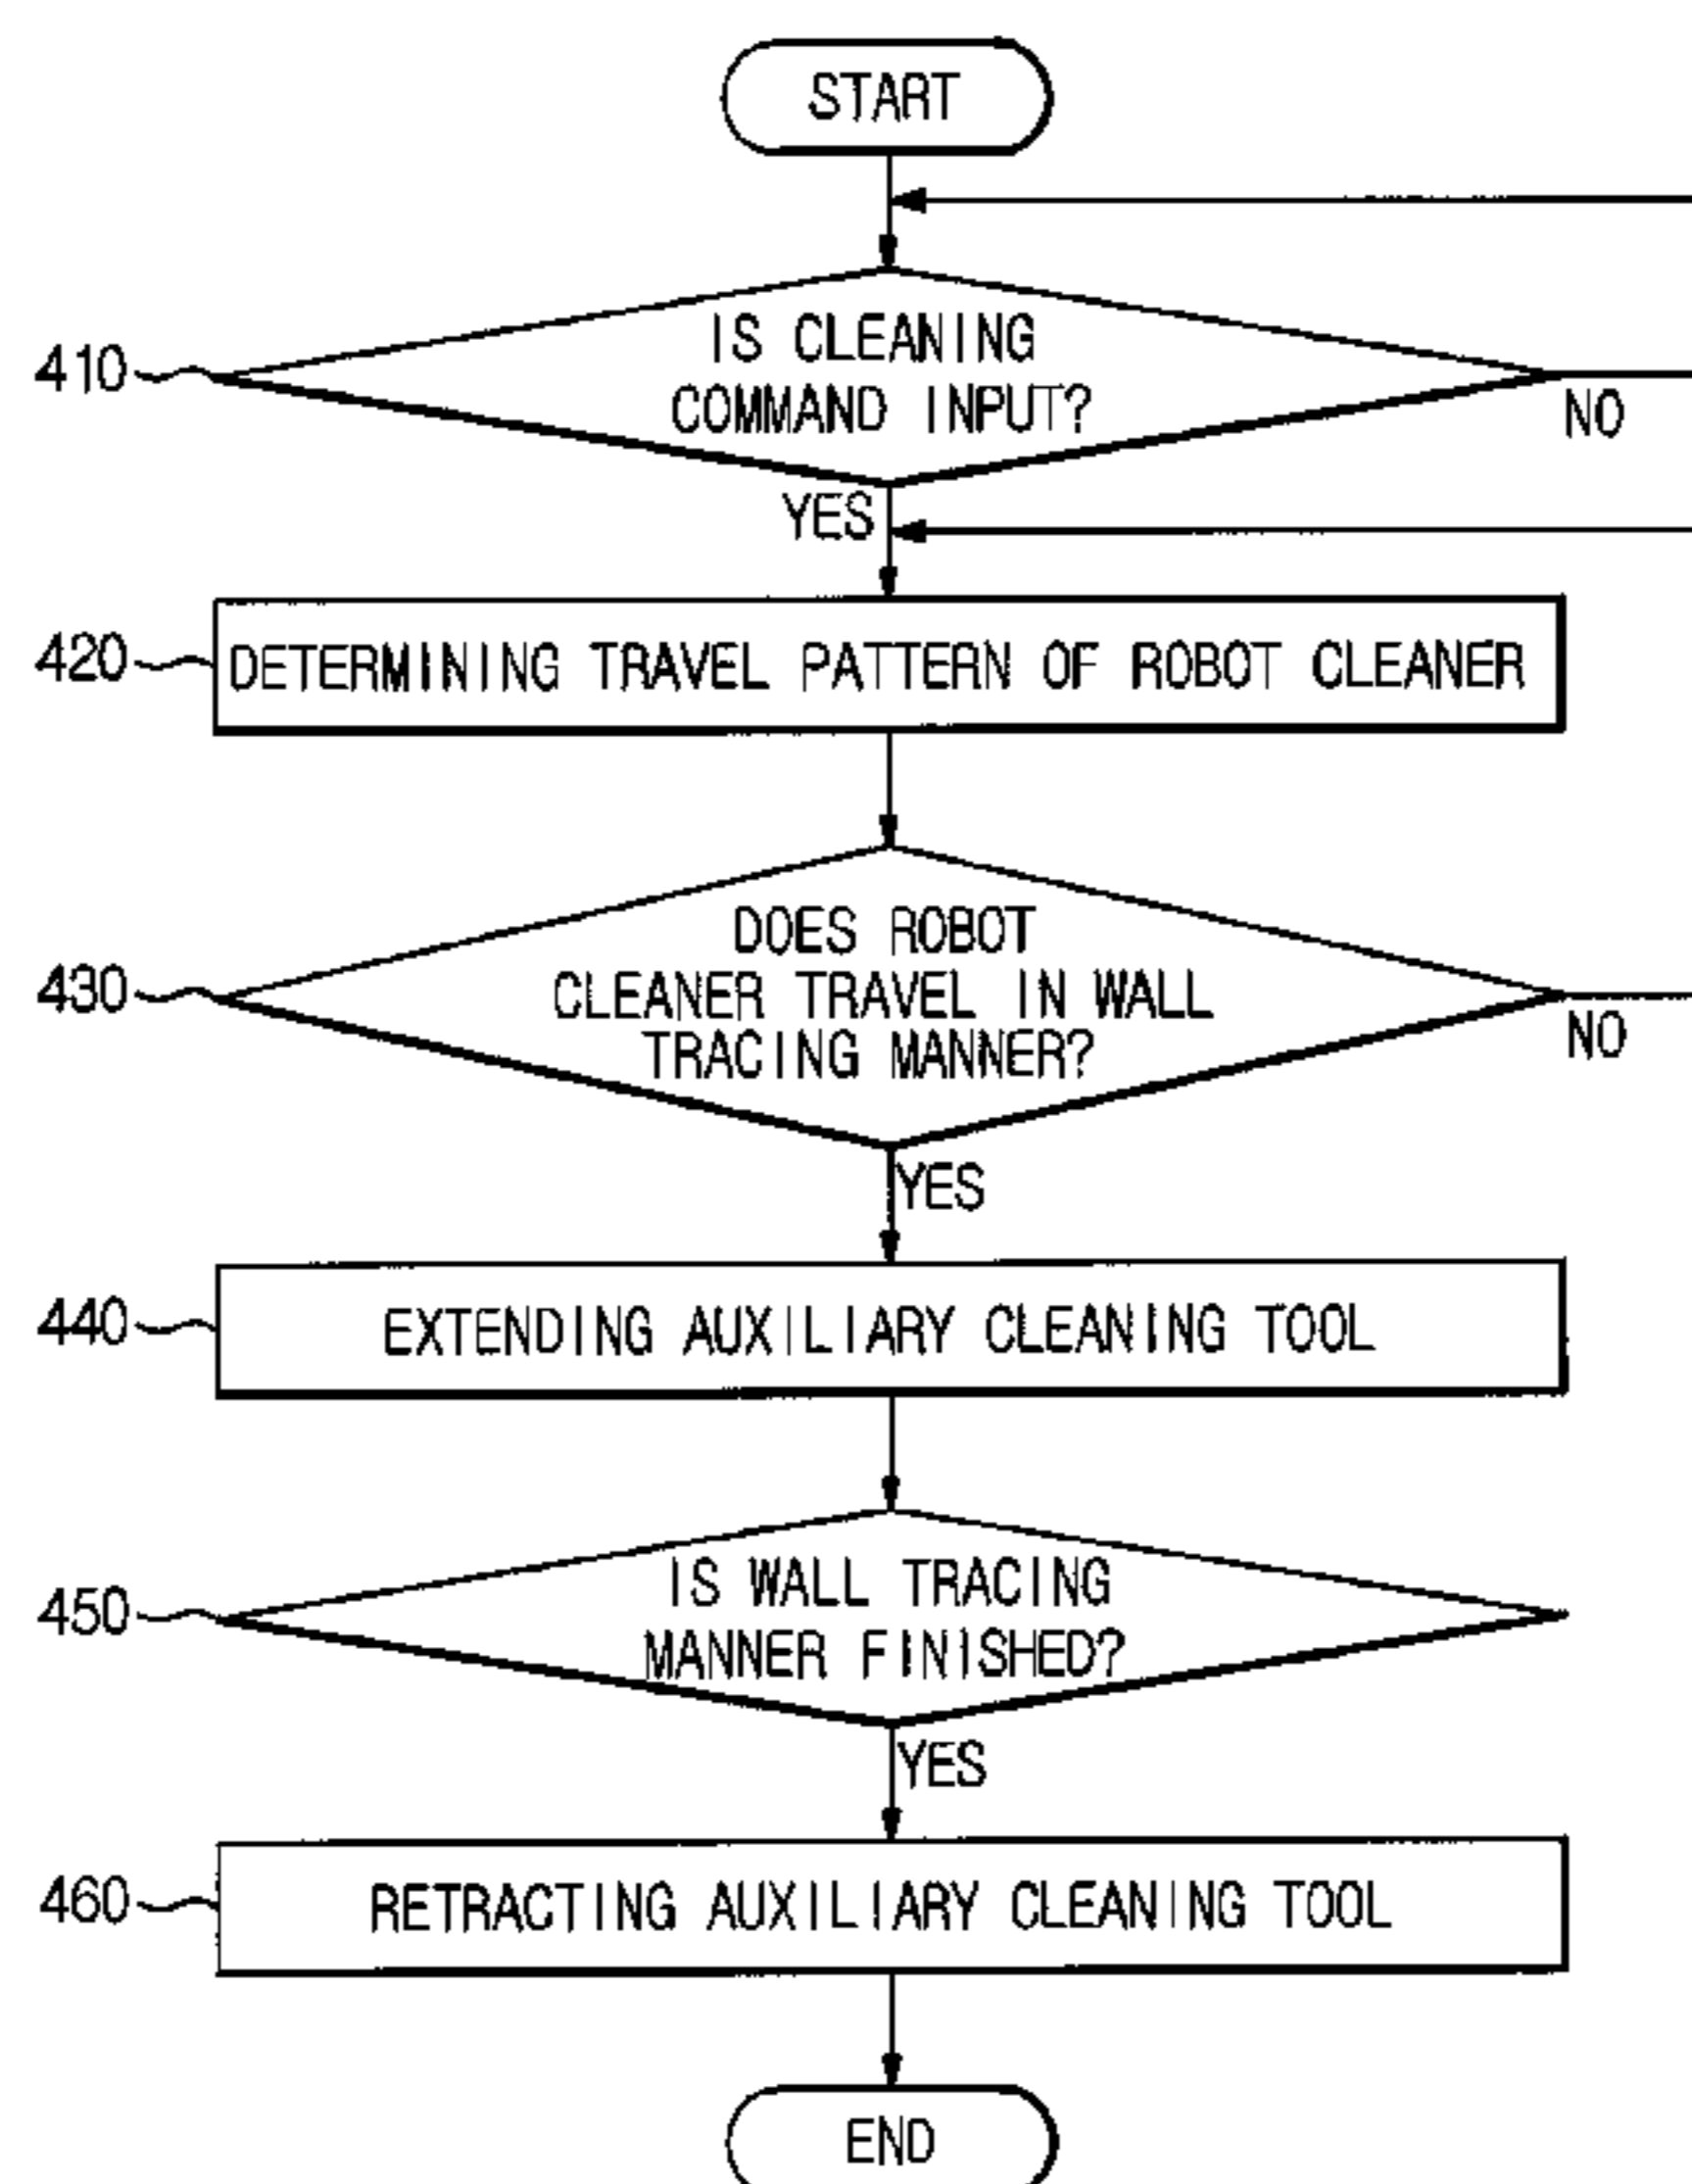 START
410
IS CLEANING
COMMAND INPUT?
NO
YES
420
DETERMINING TRAVEL PATTERN OF ROBOT CLEANER
430
DOES ROBOT
CLEANER TRAVEL IN WALL
TRACING MANNER?
NO
YES
440
EXTENDING AUXILIARY CLEANING TOOL
450
IS WALL TRACING
MANNER FINISHED?
YES
460
RETRACTING AUXILIARY CLEANING TOOL
END